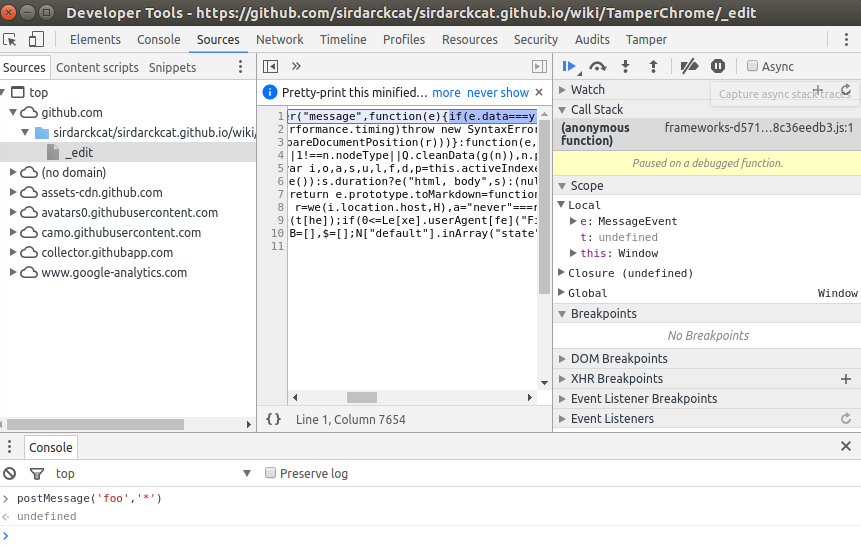 Developer Tools - https://github.com/sirdarckcat/sirdarckcat.github.io/wiki/TamperChrome/_edit
Elements Console Sources Network Timeline Profiles Resources Security Audits Tamper
Sources Content scripts Snippets
top
github.com
sirdarckcat/sirdarckcat.github.io/wiki/
_edit
(no domain)
assets-cdn.github.com
avatars0.githubusercontent.com
camo.githubusercontent.com
collector.githubapp.com
www.google-analytics.com
Pretty-print this minified... more never show
1 er("message",function(e){if(e.data===y
2 rformance.timing)throw new SyntaxError
3 pareDocumentPosition(r)))}:function(e,
4 ||1!==n.nodeType||Q.cleanData(g(n)),n.p
5 var i,o,a,s,u,l,f,d,p=this.activeIndex
6 e()):s.duration?e("html, body",s):(nul
7 return e.prototype.toMarkdown=function
8 r=we(i.location.host,H),a="never"===r
9 (t[he]);if(0<=Le[xe].userAgent[fe]("Fi
10 B=[],$=[];N["default"].inArray("state"
11
{} Line 1, Column 7654
Async
Watch
Capture async stack traces
Call Stack
(anonymous function) frameworks-d571...8c36eedb3.js:1
Paused on a debugged function.
Scope
Local
e: MessageEvent
t: undefined
this: Window
Closure (undefined)
Global Window
Breakpoints
No Breakpoints
DOM Breakpoints
XHR Breakpoints
Event Listener Breakpoints
Event Listeners
Console
top Preserve log
postMessage('foo','*')
undefined